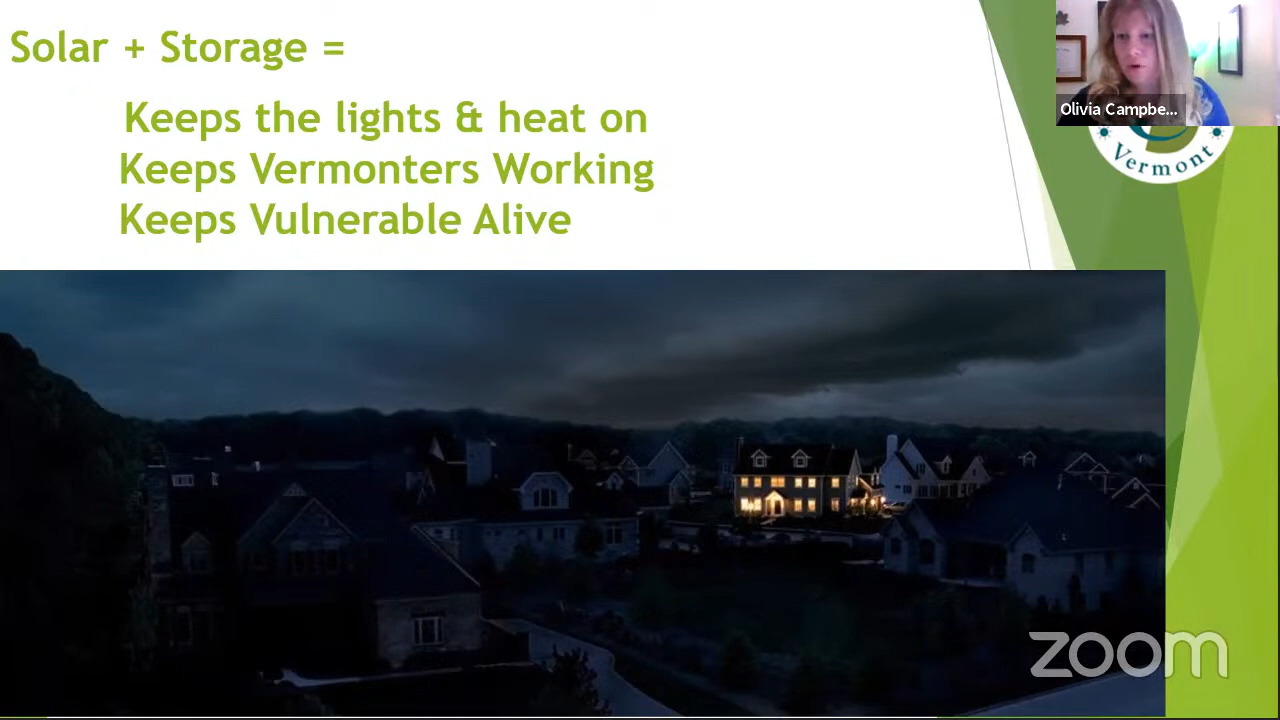 Solar + Storage =
Keeps the lights & heat on
Keeps Vermonters Working
Keeps Vulnerable Alive
Olivia Campbe...
Vermont
zoom